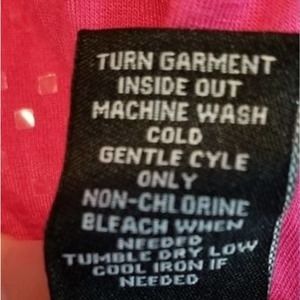 TURN GARMENT
INSIDE OUT
MACHINE WASH
COLD
GENTLE CYLE
ONLY
NON-CHLORINE
BLEACH WHEN
NEEDED
TUMBLE DRY LOW
COOL IRON IF
NEEDED